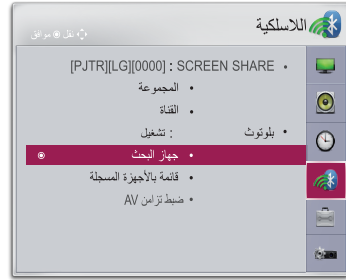 اللاسلكية
نقل موافق
SCREEN SHARE : [PJTR][LG][0000]
المجموعة
القناة
بلوتوث : تشغيل
جهاز البحث
قائمة بالأجهزة المسجلة
ضبط تزامن AV